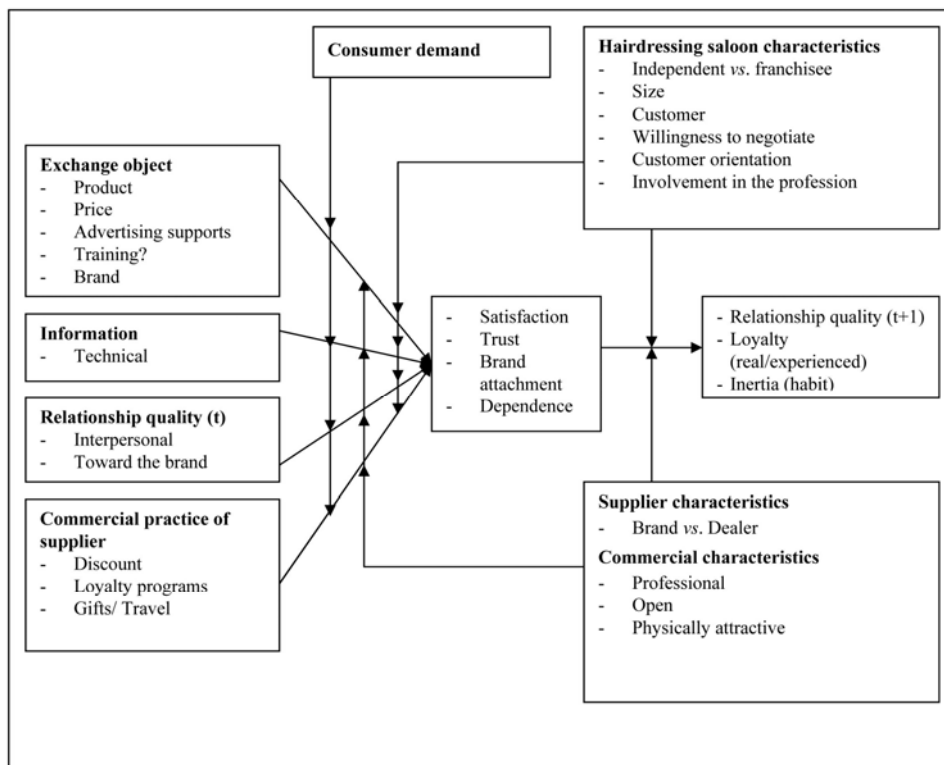 Consumer demand
Hairdressing saloon characteristics
- Independent vs. franchisee
- Size
- Customer
- Willingness to negotiate
- Customer orientation
- Involvement in the profession
Exchange object
- Product
- Price
- Advertising supports
- Training?
- Brand
Information
- Technical
Relationship quality (t)
- Interpersonal
- Toward the brand
Commercial practice of
supplier
- Discount
- Loyalty programs
- Gifts/ Travel
- Satisfaction
- Trust
- Brand
attachment
- Dependence
- Relationship quality (t+1)
- Loyalty
(real/experienced)
- Inertia (habit)
Supplier characteristics
- Brand vs. Dealer
Commercial characteristics
- Professional
- Open
- Physically attractive